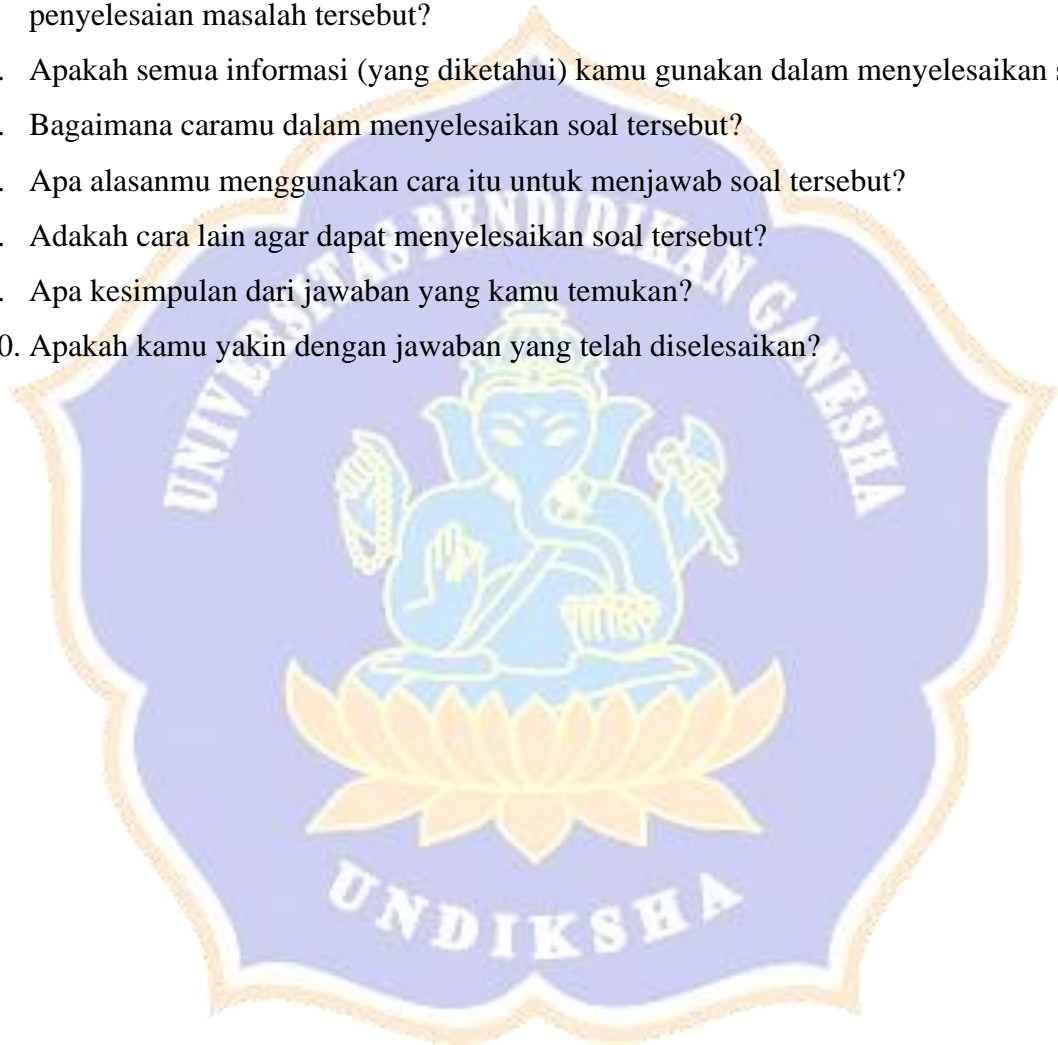 penyelesaian masalah tersebut?
. Apakah semua informasi (yang diketahui) kamu gunakan dalam menyelesaikan
. Bagaimana caramu dalam menyelesaikan soal tersebut?
. Apa alasanmu menggunakan cara itu untuk menjawab soal tersebut?
. Adakah cara lain agar dapat menyelesaikan soal tersebut?
. Apa kesimpulan dari jawaban yang kamu temukan?
0. Apakah kamu yakin dengan jawaban yang telah diselesaikan?
UNIVERSITAS PENDIDIKAN GANESHA
UNDIKSHA